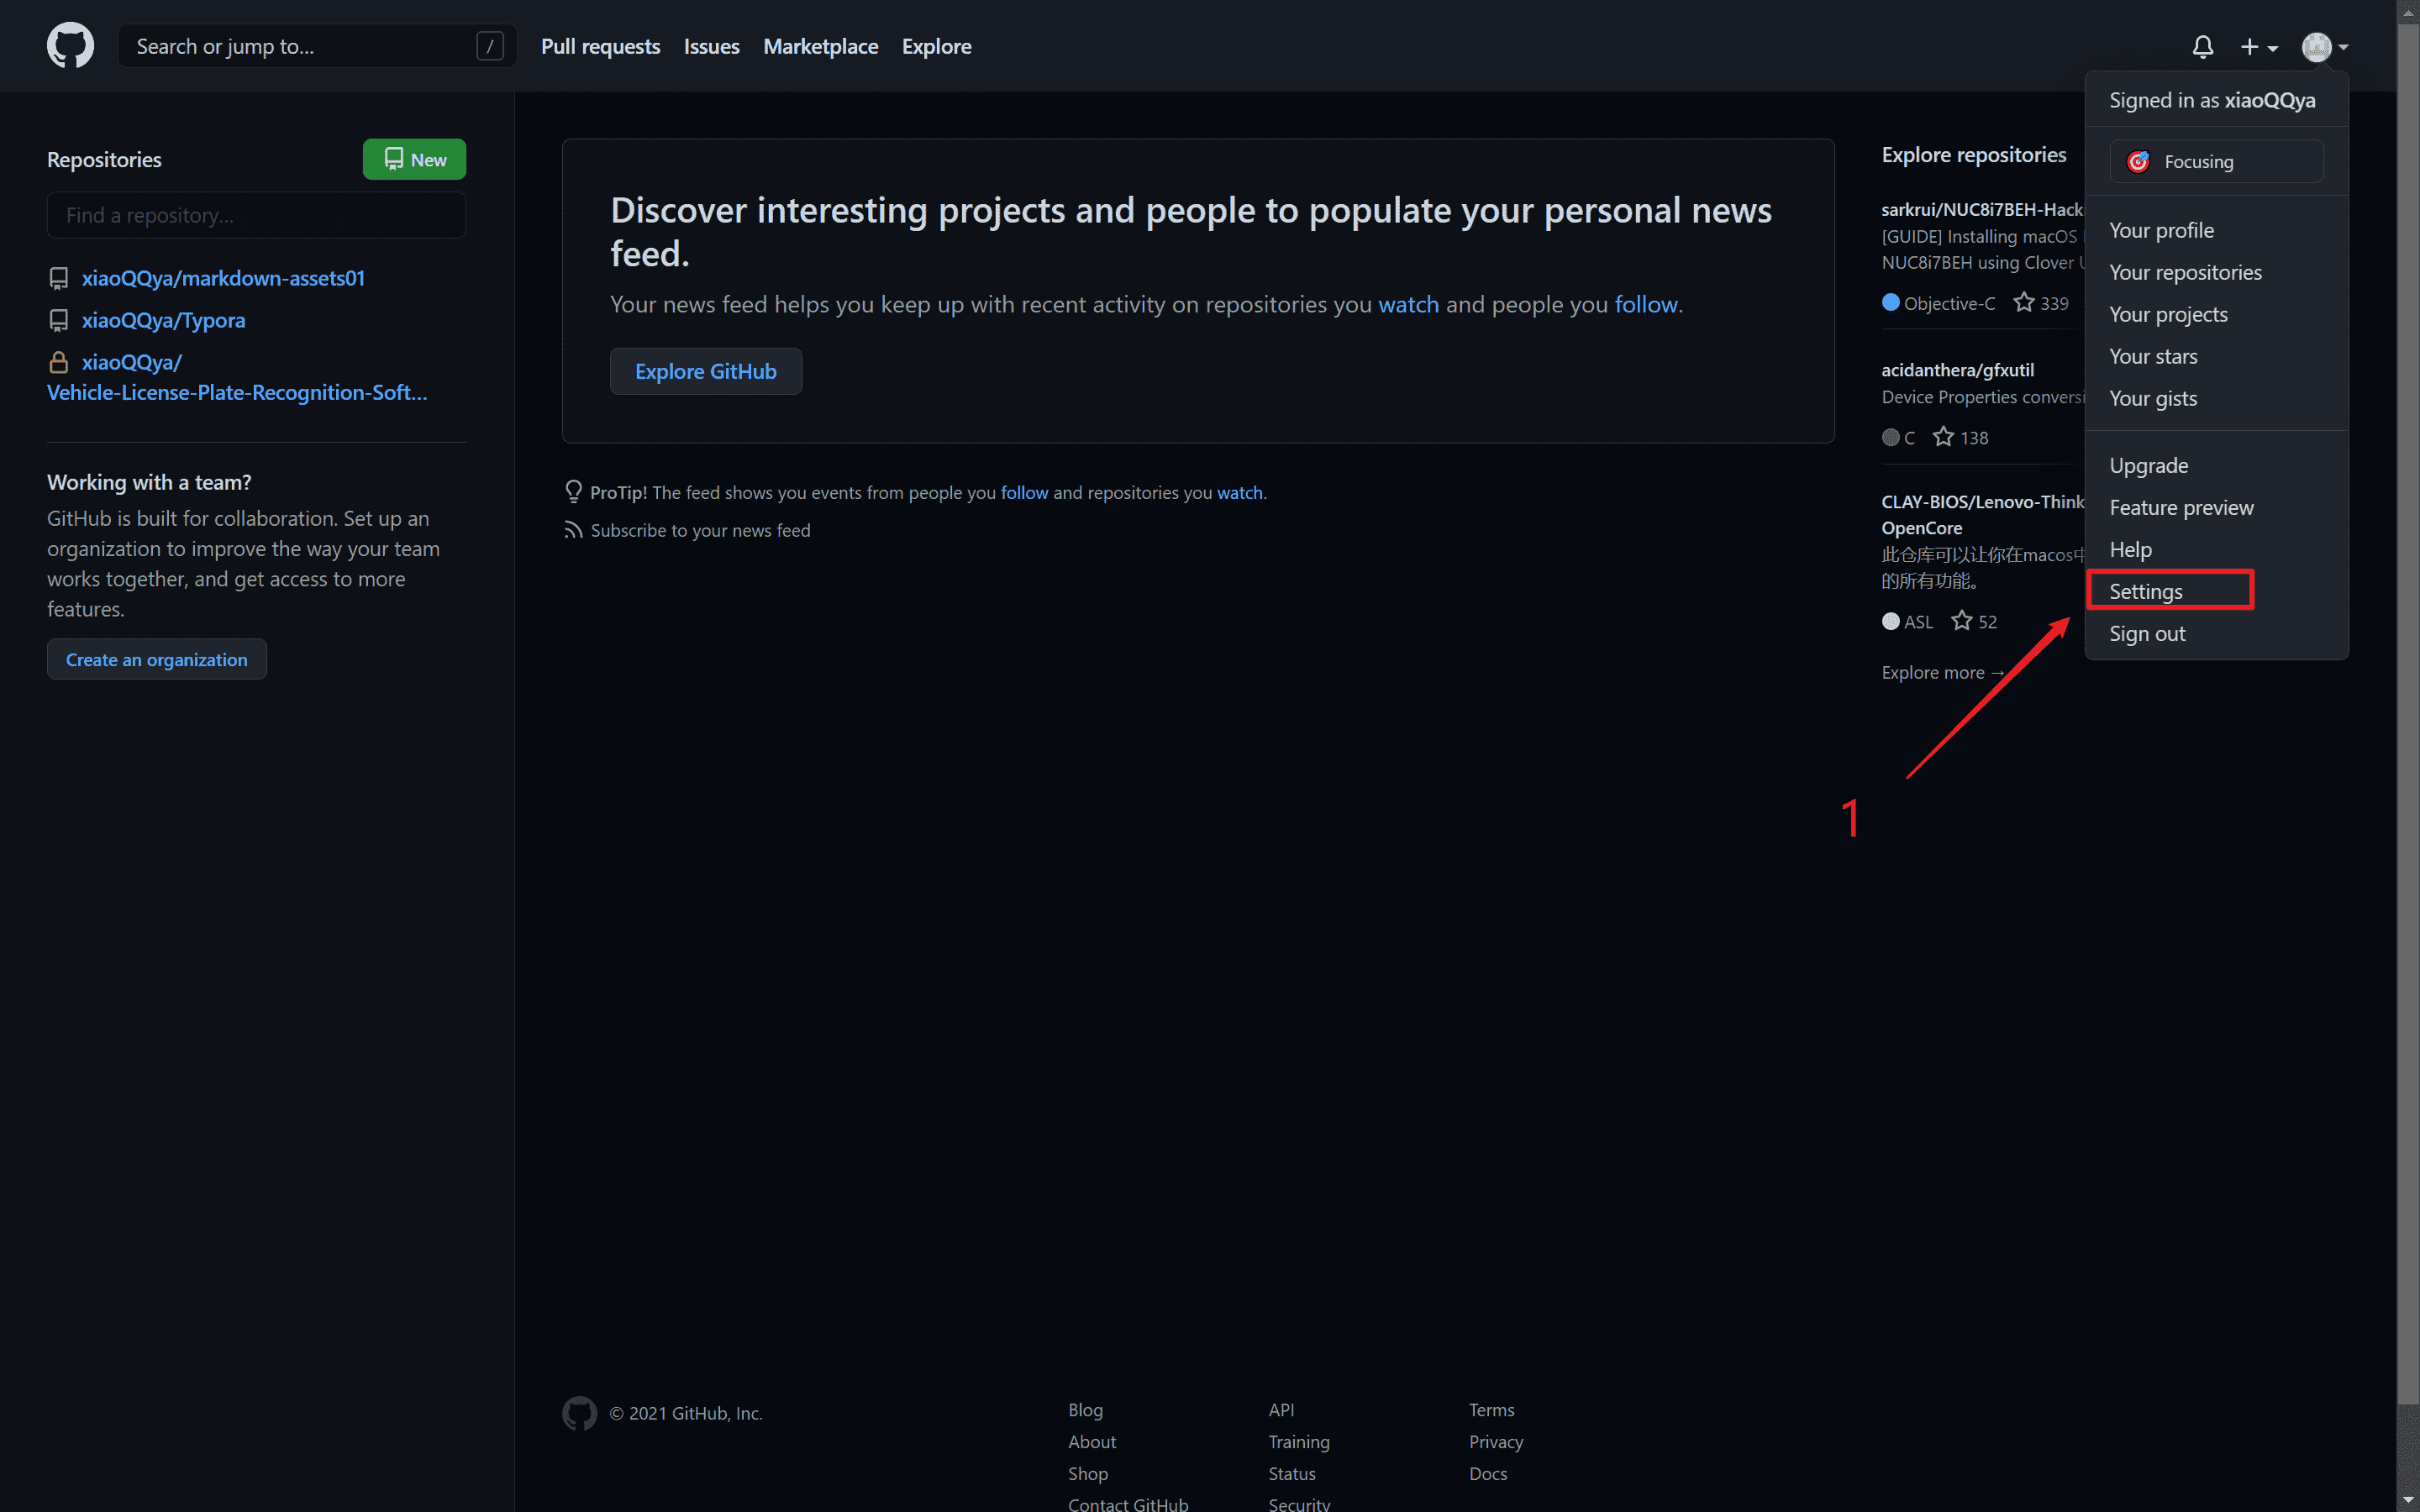 Search or jump to...
/
Pull requests
Issues
Marketplace
Explore
Signed in as xiaoQQya
Focusing
Your profile
Your repositories
Your projects
Your stars
Your gists
Upgrade
Feature preview
Help
Settings
Sign out
Repositories
New
Find a repository...
xiaoQQya/markdown-assets01
xiaoQQya/Typora
xiaoQQya/
Vehicle-License-Plate-Recognition-Soft...
Working with a team?
GitHub is built for collaboration. Set up an
organization to improve the way your team
works together, and get access to more
features.
Create an organization
Discover interesting projects and people to populate your personal news
feed.
Your news feed helps you keep up with recent activity on repositories you watch and people you follow.
Explore GitHub
ProTip! The feed shows you events from people you follow and repositories you watch.
Subscribe to your news feed
Explore repositories
sarkrui/NUC8i7BEH-Hack
[GUIDE] Installing macOS
NUC8i7BEH using Clover
Objective-C
339
acidanthera/gfxutil
Device Properties conversi
C
138
CLAY-BIOS/Lenovo-Think
OpenCore
此仓库可以让你在macos中
的所有功能。
ASL
52
Explore more →
1
© 2021 GitHub, Inc.
Blog
About
Shop
Contact GitHub
API
Training
Status
Security
Terms
Privacy
Docs